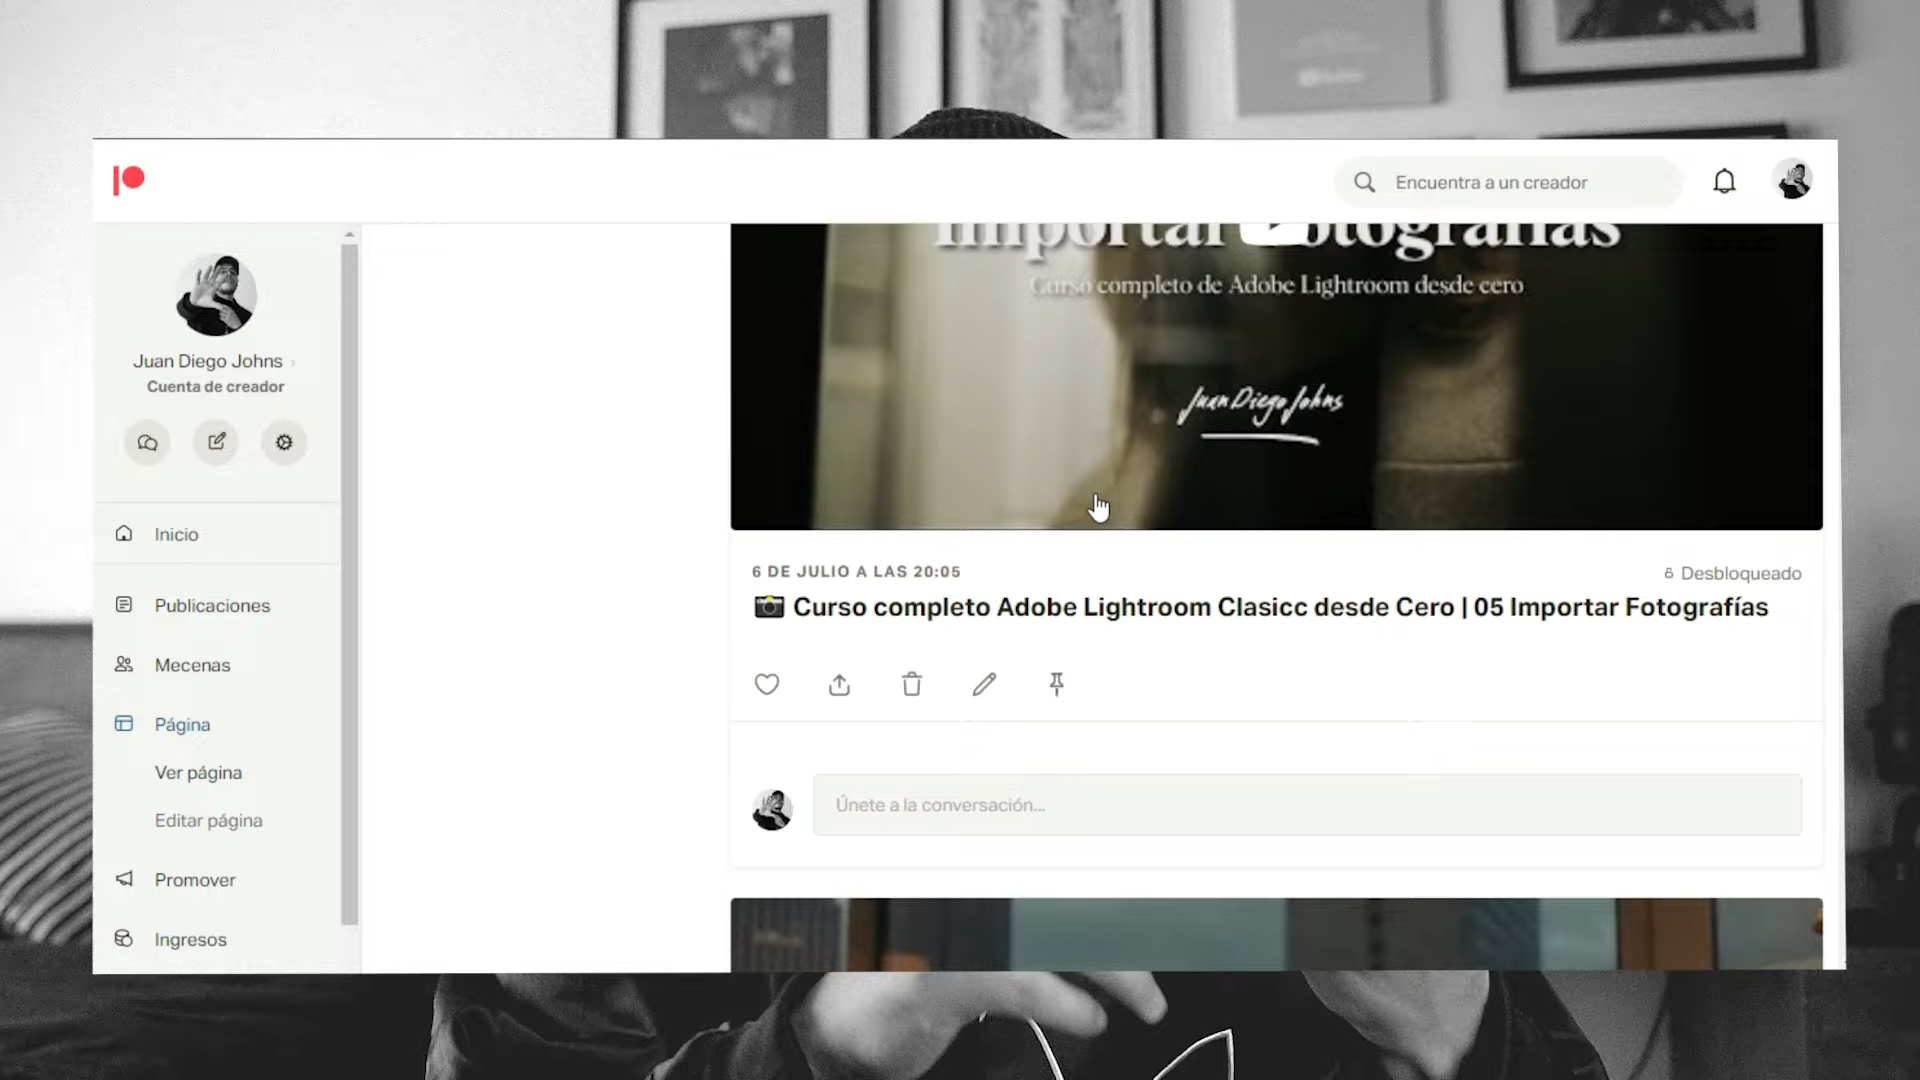 Encuentra a un creador
Importar Fotografías
Curso completo de Adobe Lightroom desde cero
Juan Diego Johns
Juan Diego Johns
Cuenta de creador
Inicio
Publicaciones
Mecenas
Página
Ver página
Editar página
Promover
Ingresos
6 DE JULIO A LAS 20:05
Desbloqueado
Curso completo Adobe Lightroom Clasicc desde Cero | 05 Importar Fotografías
Únete a la conversación...